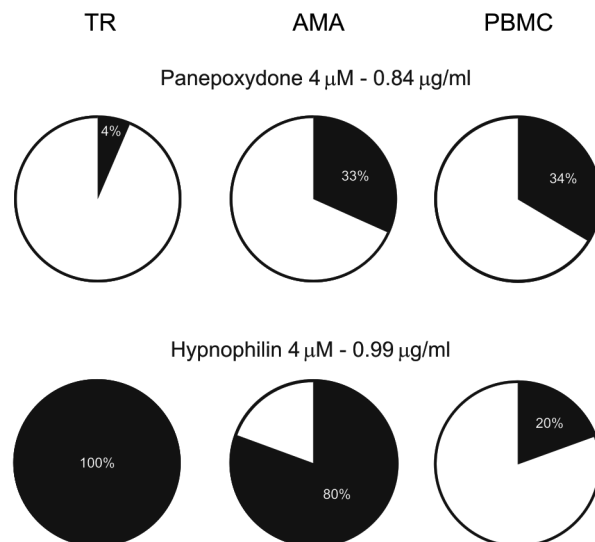 TR AMA PBMC
Panepoxydone 4 μM - 0.84 μg/ml
4% 33% 34%
Hypnophilin 4 μM - 0.99 μg/ml
100% 80% 20%